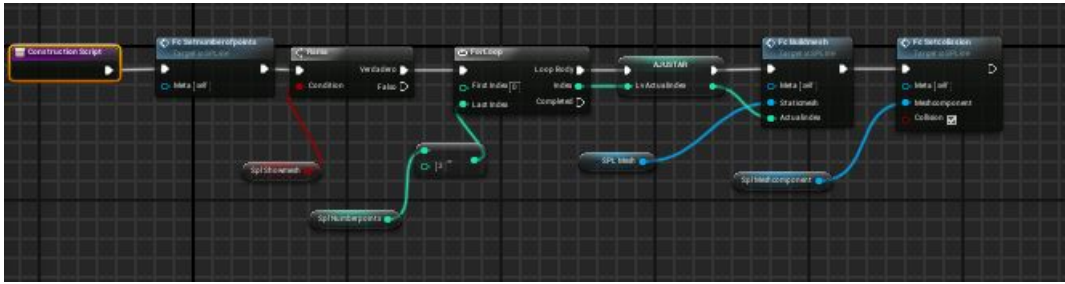 Construction Script
Fc Setnumberofpoints
Target is SPLine
Meta [self]
Rama
Condition
Verdadero
Falso
ForLoop
First Index 0
Last Index
Loop Body
Index
Completed
AJUSTAR
Ln Actualindex
Fc Buildmesh
Target is SPLine
Meta [self]
Staticmesh
Actualindex
Fc Setcollission
Target is SPLine
Meta [self]
Meshcomponent
Collision
Spl Showmesh
Spl Numberpoints
SPL Mesh
Spl Meshcomponent